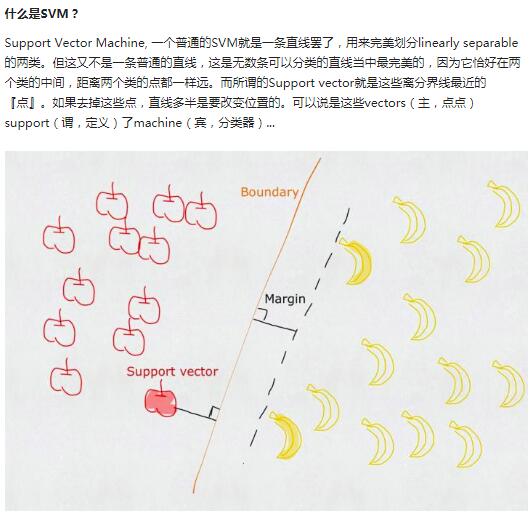 什么是SVM？
Support Vector Machine, 一个普通的SVM就是一条直线罢了，用来完美划分linearly separable
的两类。但这又不是一条普通的直线，这是无数条可以分类的直线当中最完美的，因为它恰好在两
个类的中间，距离两个类的点都一样远。而所谓的Support vector就是这些离分界线最近的
『点』。如果去掉这些点，直线多半是要改变位置的。可以说是这些vectors（主，点点）
support（谓，定义）了machine（宾，分类器）...
Boundary
Margin
Support vector